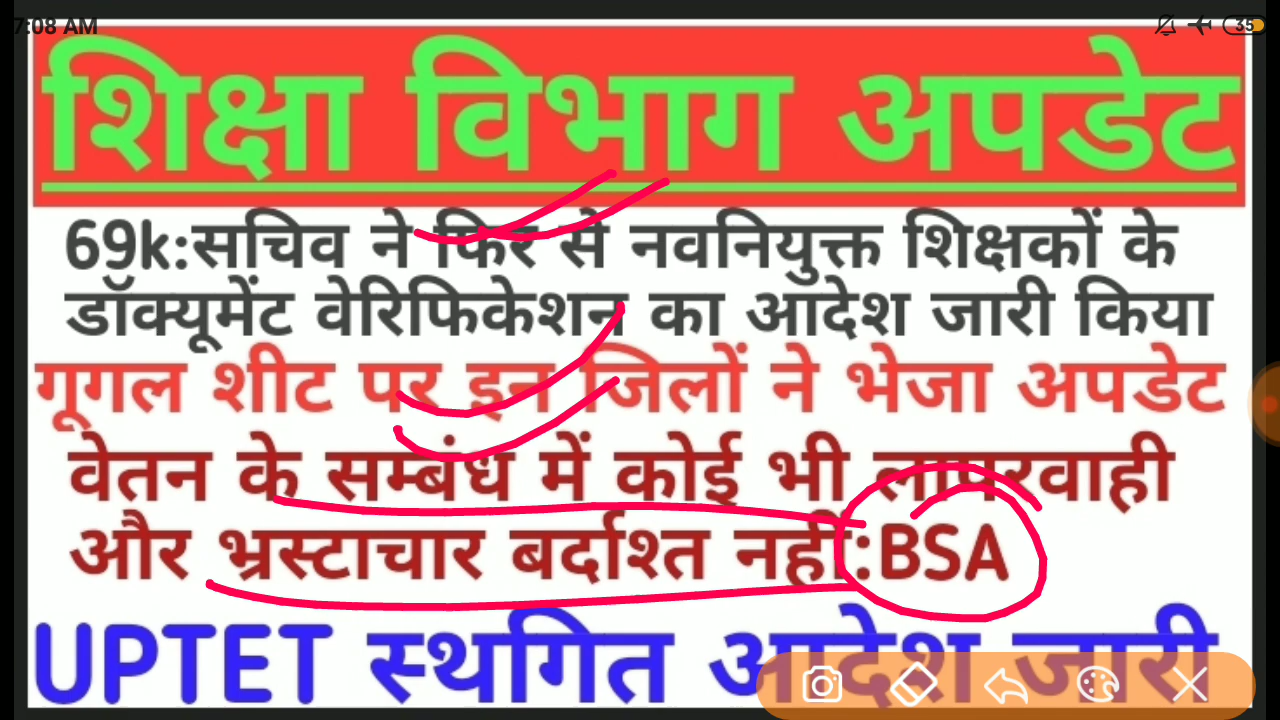 7:08 AM
35
शिक्षा विभाग अपडेट
69k:सचिव ने फिर से नवनियुक्त शिक्षकों के
डॉक्यूमेंट वेरिफिकेशन का आदेश जारी किया
गूगल शीट पर इन जिलों ने भेजा अपडेट
वेतन के सम्बंध में कोई भी लापरवाही
और भ्रस्टाचार बर्दाश्त नहीं:BSA
UPTET स्थगित आदेश जारी